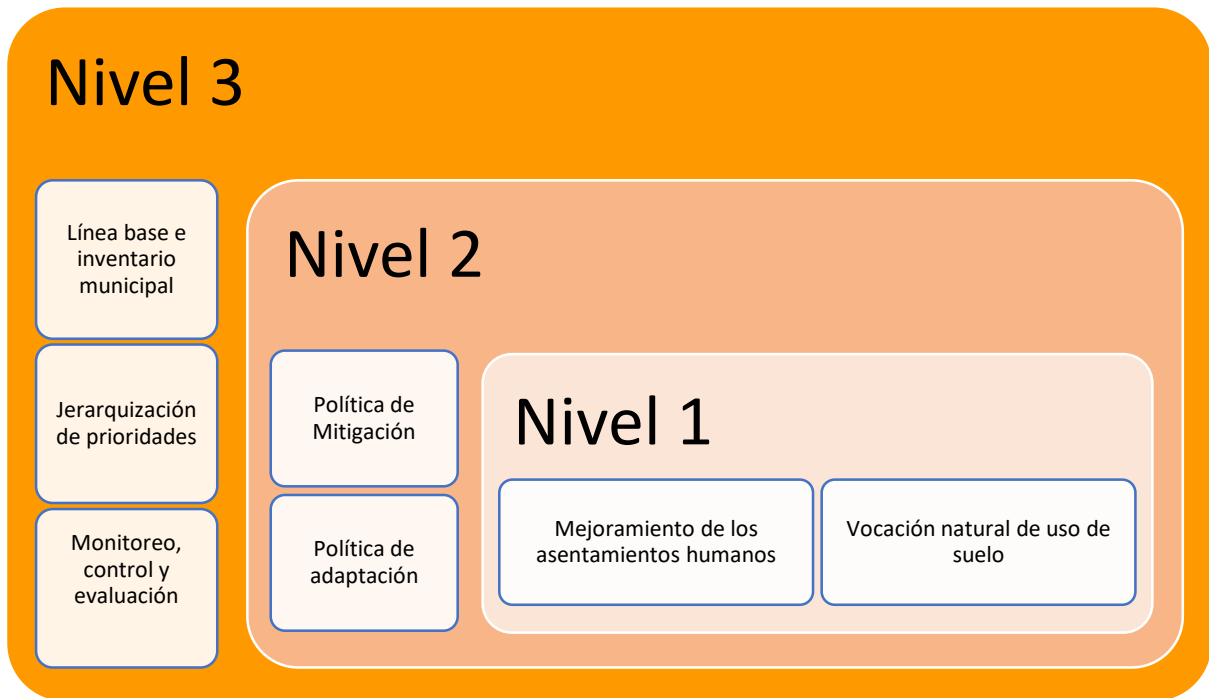 Nivel 3
Línea base e
inventario
municipal
Jerarquización
de prioridades
Monitoreo,
control y
evaluación
Nivel 2
Política de
Mitigación
Política de
adaptación
Nivel 1
Mejoramiento de los
asentamientos humanos
Vocación natural de uso de
suelo